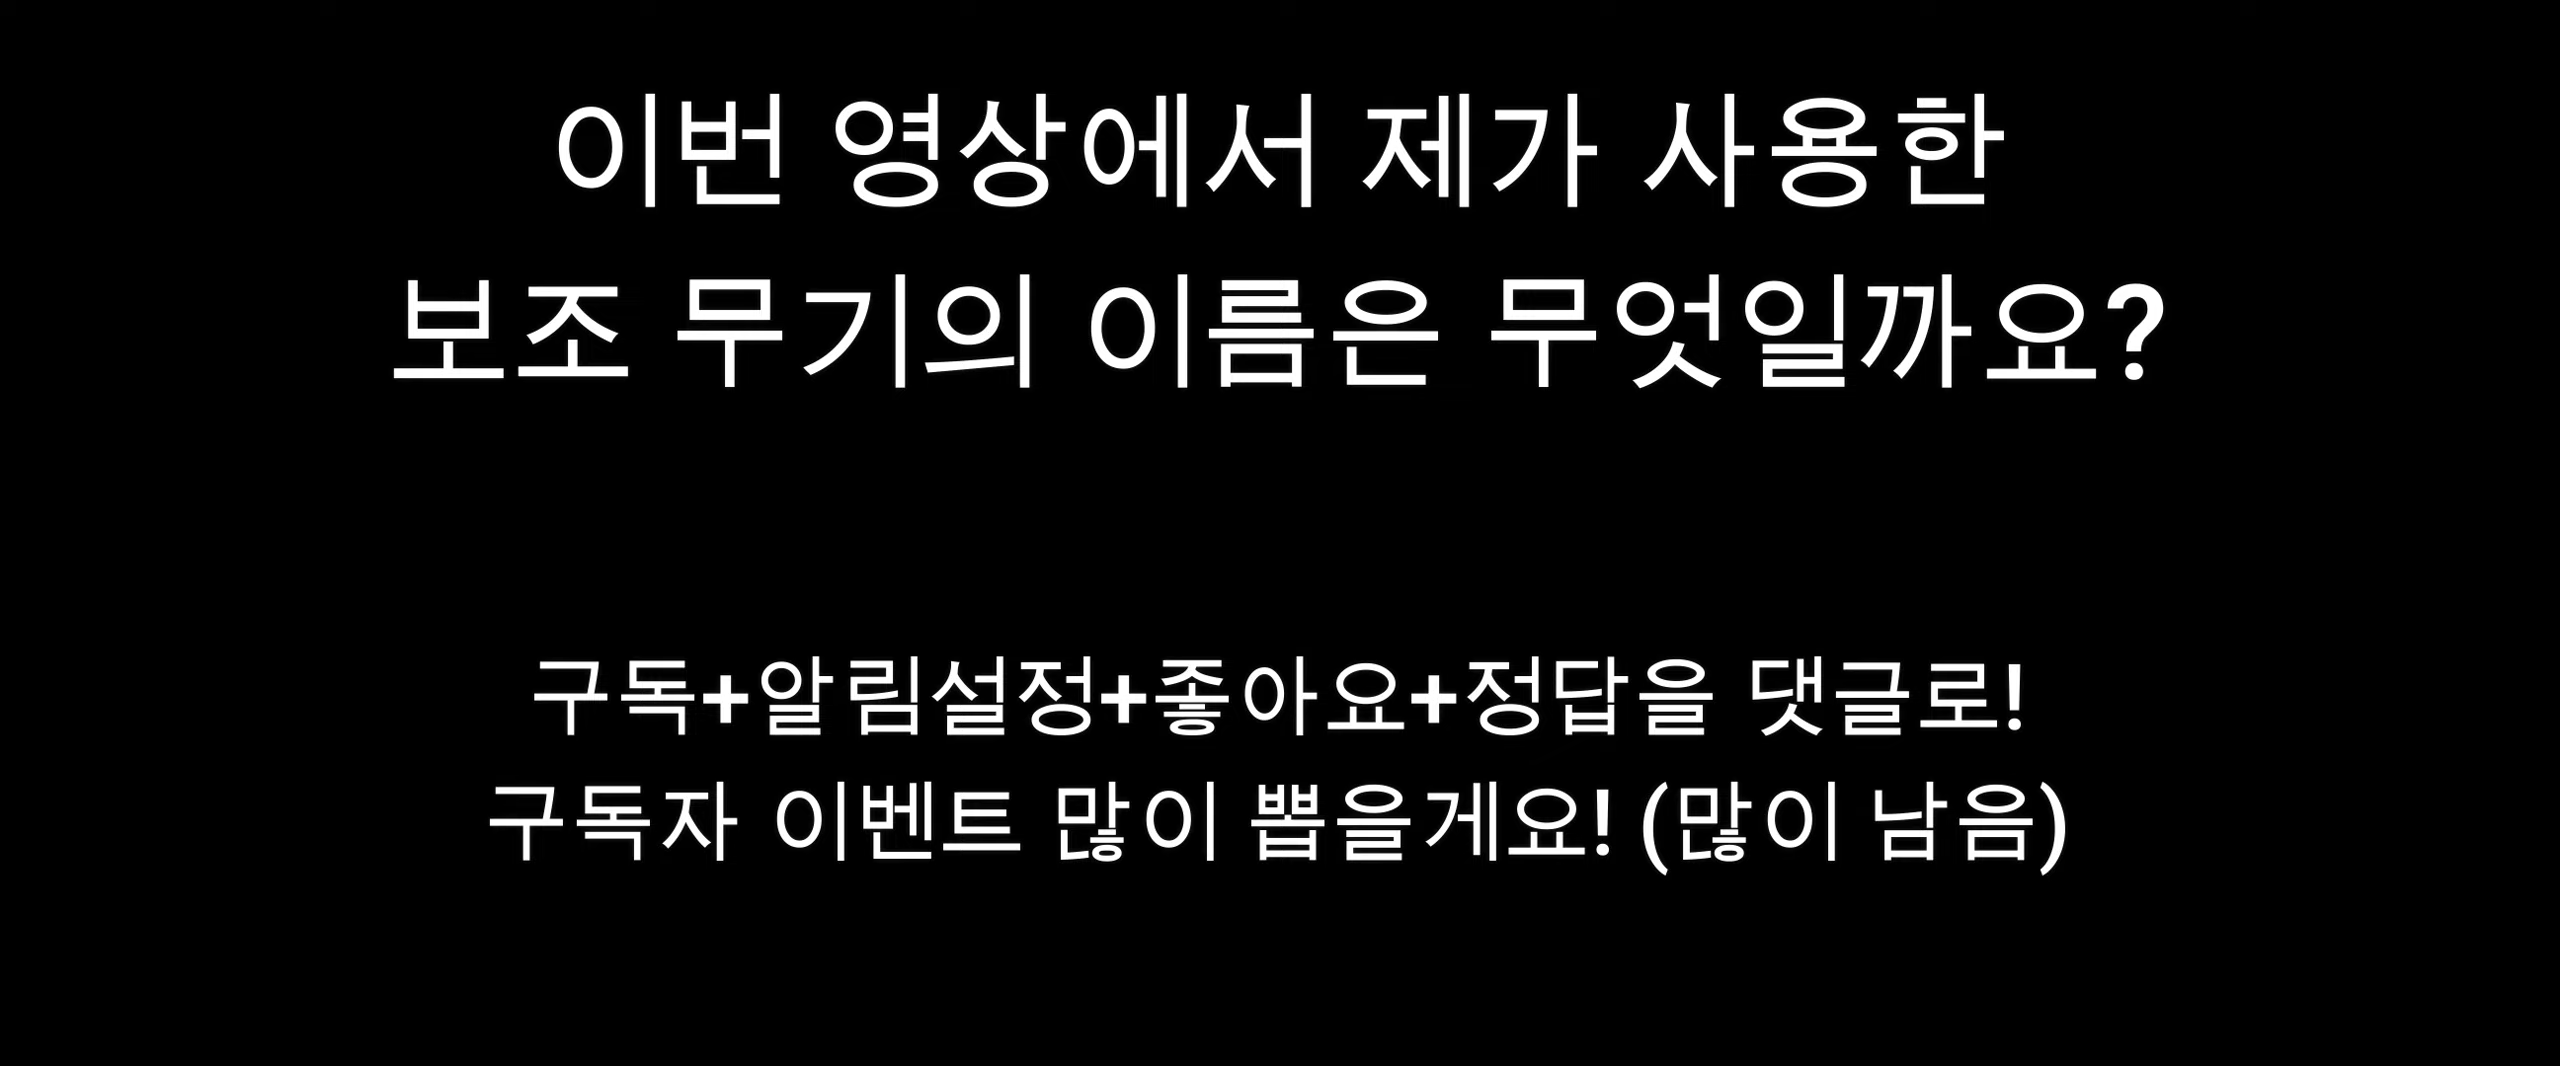 이번 영상에서 제가 사용한
보조 무기의 이름은 무엇일까요?
구독+알림설정+좋아요+정답을 댓글로!
구독자 이벤트 많이 뽑을게요! (많이 남음)